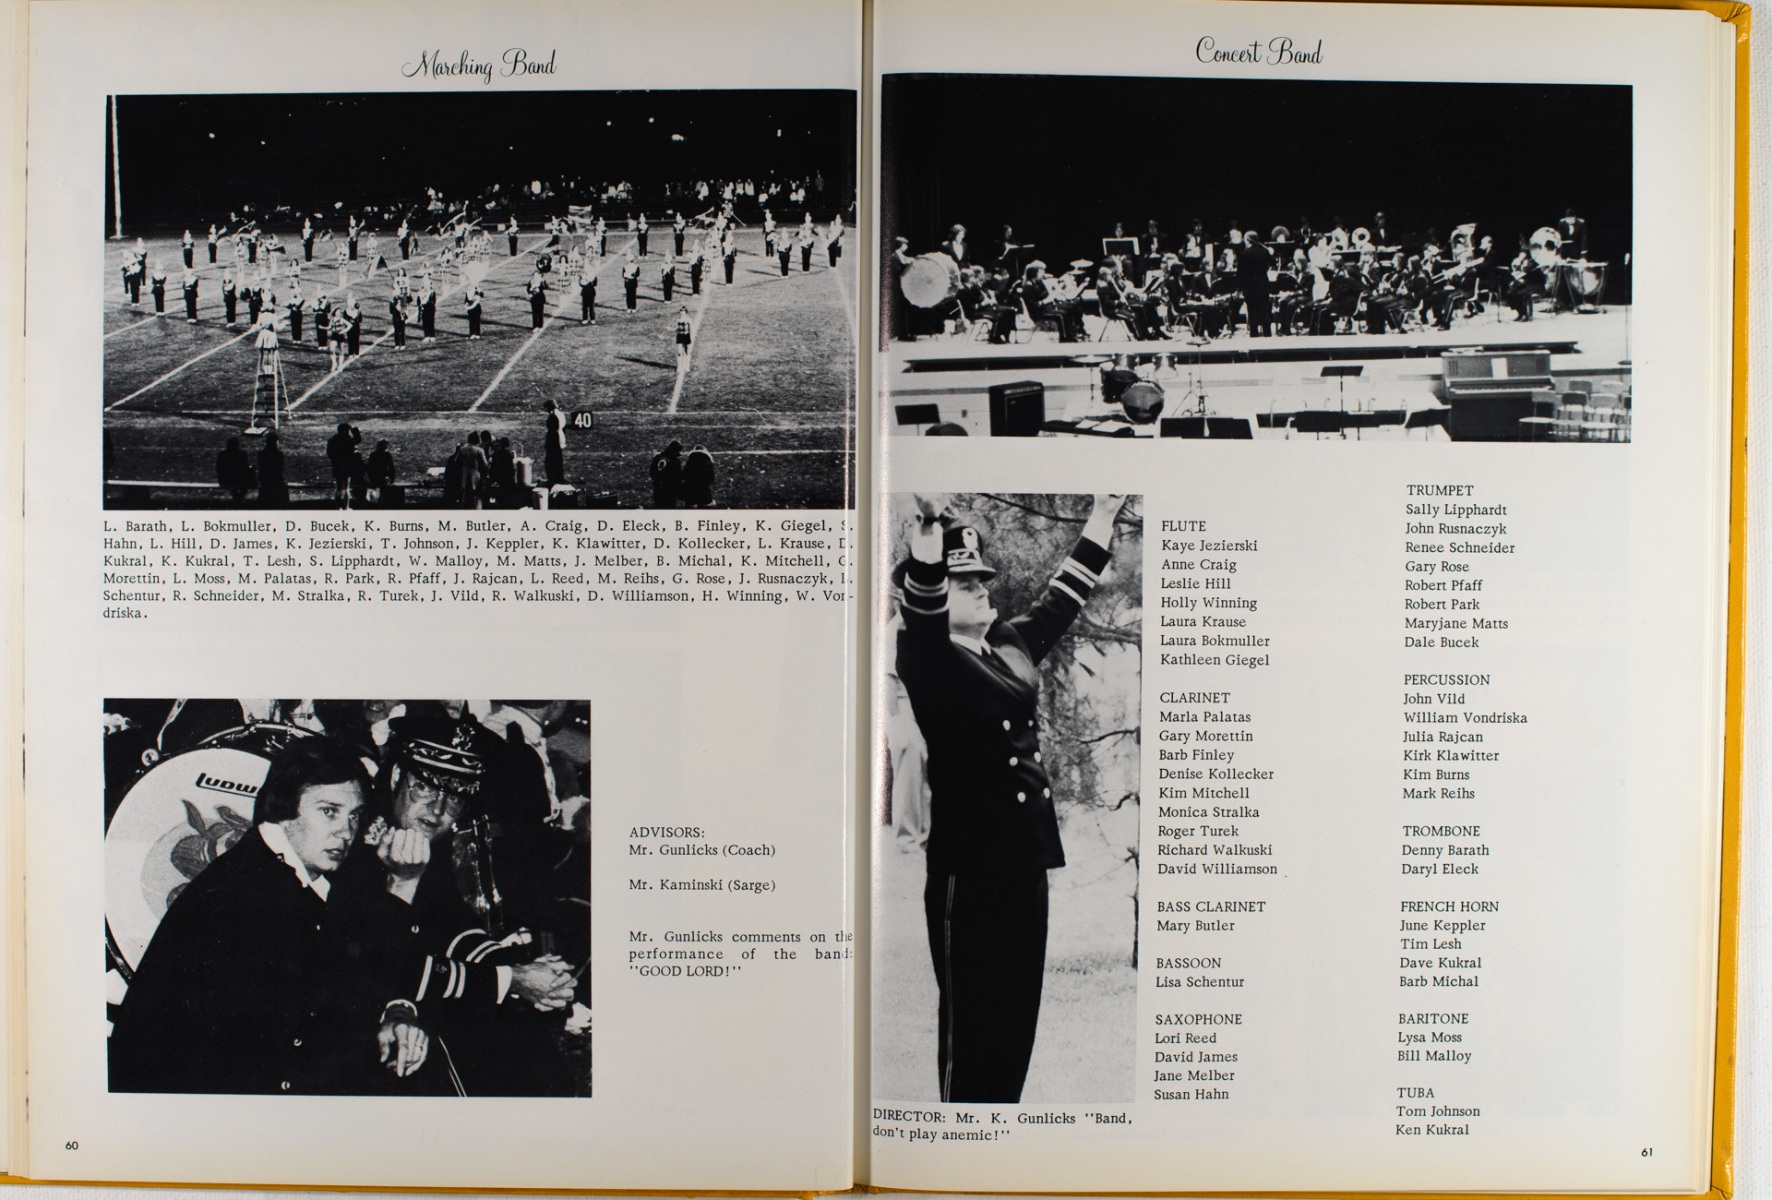 Marching Band
40
L. Barath, L. Bokmuller, D. Bucek, K. Burns, M. Butler, A. Craig, D. Eleck, B. Finley, K. Giegel, S.
Hahn, L. Hill, D. James, K. Jezierski, T. Johnson, J. Keppler, K. Klawitter, D. Kollecker, L. Krause, D.
Kukral, K. Kukral, T. Lesh, S. Lipphardt, W. Malloy, M. Matts, J. Melber, B. Michal, K. Mitchell, G.
Morettin, L. Moss, M. Palatas, R. Park, R. Pfaff, J. Rajcan, L. Reed, M. Reihs, G. Rose, J. Rusnaczyk, L.
Schentur, R. Schneider, M. Stralka, R. Turek, J. Vild, R. Walkuski, D. Williamson, H. Winning, W. Von-
driska.
ADVISORS:
Mr. Gunlicks (Coach)
Mr. Kaminski (Sarge)
Mr. Gunlicks comments on the
performance of the band:
"GOOD LORD!"
60
Concert Band
DIRECTOR: Mr. K. Gunlicks "Band,
don't play anemic!"
FLUTE
Kaye Jezierski
Anne Craig
Leslie Hill
Holly Winning
Laura Krause
Laura Bokmuller
Kathleen Giegel
CLARINET
Marla Palatas
Gary Morettin
Barb Finley
Denise Kollecker
Kim Mitchell
Monica Stralka
Roger Turek
Richard Walkuski
David Williamson
BASS CLARINET
Mary Butler
BASSOON
Lisa Schentur
SAXOPHONE
Lori Reed
David James
Jane Melber
Susan Hahn
TRUMPET
Sally Lipphardt
John Rusnaczyk
Renee Schneider
Gary Rose
Robert Pfaff
Robert Park
Maryjane Matts
Dale Bucek
PERCUSSION
John Vild
William Vondriska
Julia Rajcan
Kirk Klawitter
Kim Burns
Mark Reihs
TROMBONE
Denny Barath
Daryl Eleck
FRENCH HORN
June Keppler
Tim Lesh
Dave Kukral
Barb Michal
BARITONE
Lysa Moss
Bill Malloy
TUBA
Tom Johnson
Ken Kukral
61